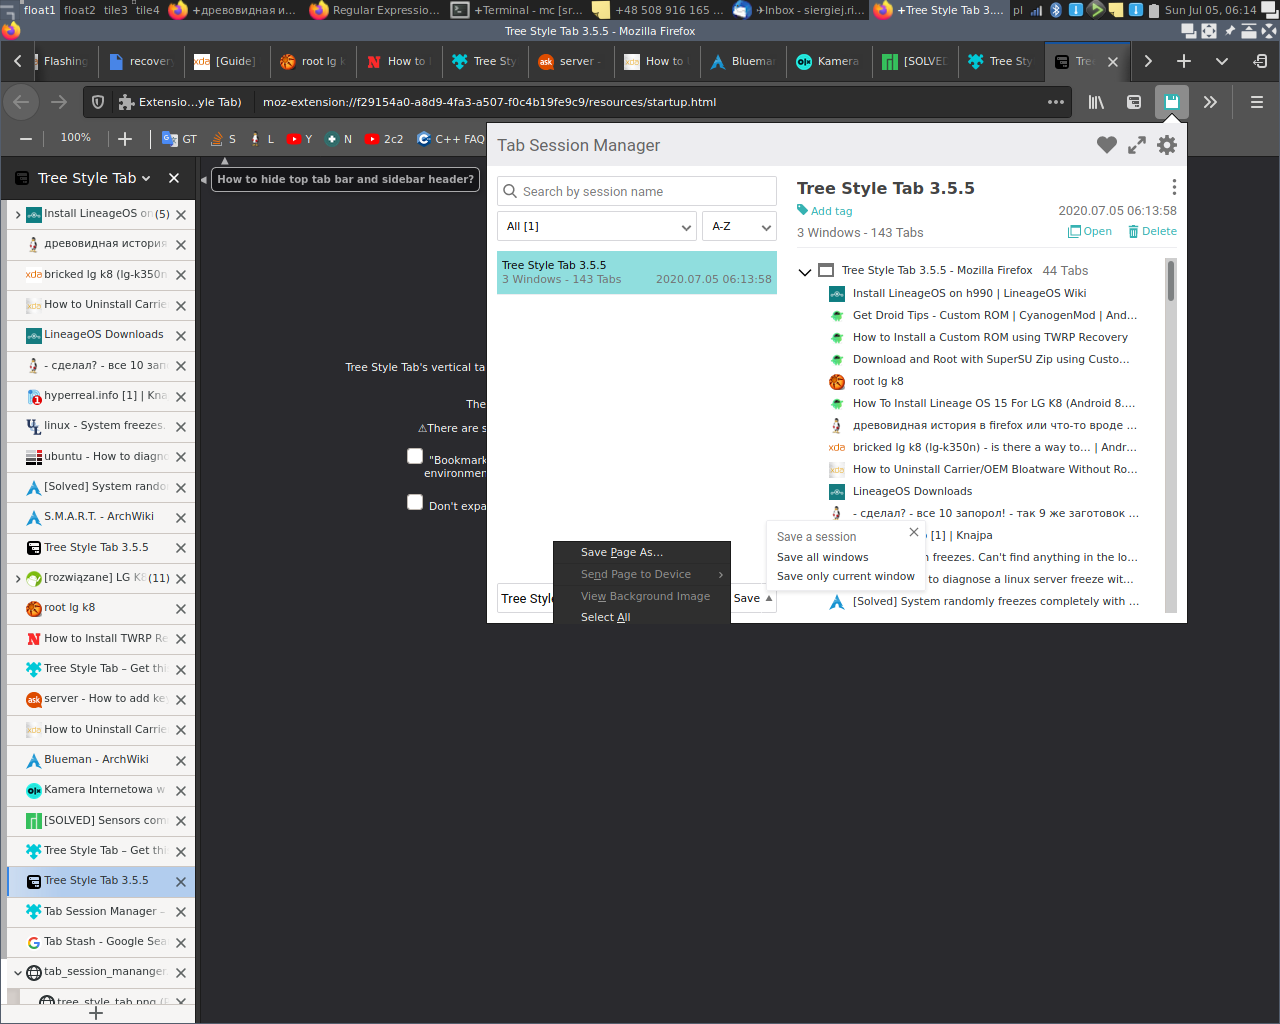 float1 float2 tile3 tile4 +древовидная и... Regular Expressio... +Terminal - mc [sr... +48 508 916 165 ... ✈Inbox - siergiej.ri... +Tree Style Tab 3.... pl Sun Jul 05, 06:14
Tree Style Tab 3.5.5 - Mozilla Firefox
Flashing recovery [Guide] root lg k How to Tree Sty server - How to Blueman Kamera [SOLVED] Tree Sty Tree
Extensio...yle Tab) moz-extension://f29154a0-a8d9-4fa3-a507-f0c4b19fe9c9/resources/startup.html
100% GT S L Y N 2c2 C++ FAQ
Tree Style Tab
How to hide top tab bar and sidebar header?
Install LineageOS on (5)
древовидная история
bricked lg k8 (lg-k350n
How to Uninstall Carrie
LineageOS Downloads
- сделал? - все 10 запо
hyperreal.info [1] | Kna
linux - System freezes.
ubuntu - How to diagno
[Solved] System rando
S.M.A.R.T. - ArchWiki
Tree Style Tab 3.5.5
[rozwiązane] LG K8 (11)
root lg k8
How to Install TWRP Re
Tree Style Tab – Get thi
server - How to add key
How to Uninstall Carrie
Blueman - ArchWiki
Kamera Internetowa w
[SOLVED] Sensors com
Tree Style Tab – Get thi
Tree Style Tab 3.5.5
Tab Session Manager –
Tab Stash - Google Sea
tab_session_mananger.
tree_style_tab.png (
Tree Style Tab's vertical ta
The
⚠There are s
"Bookmark
environmen
Don't expa
Tab Session Manager
Search by session name
All [1] A-Z
Tree Style Tab 3.5.5
3 Windows - 143 Tabs 2020.07.05 06:13:58
Save Page As...
Send Page to Device
View Background Image
Select All
Tree Style
Save
Save a session
Save all windows
Save only current window
Tree Style Tab 3.5.5
Add tag 2020.07.05 06:13:58
3 Windows - 143 Tabs Open Delete
Tree Style Tab 3.5.5 - Mozilla Firefox 44 Tabs
Install LineageOS on h990 | LineageOS Wiki
Get Droid Tips - Custom ROM | CyanogenMod | And...
How to Install a Custom ROM using TWRP Recovery
Download and Root with SuperSU Zip using Custo...
root lg k8
How To Install Lineage OS 15 For LG K8 (Android 8....
древовидная история в firefox или что-то вроде ...
bricked lg k8 (lg-k350n) - is there a way to... | Andr...
How to Uninstall Carrier/OEM Bloatware Without Ro...
LineageOS Downloads
- сделал? - все 10 запорол! - так 9 же заготовок ...
[1] | Knajpa
freezes. Can't find anything in the lo...
to diagnose a linux server freeze wit...
[Solved] System randomly freezes completely with ...